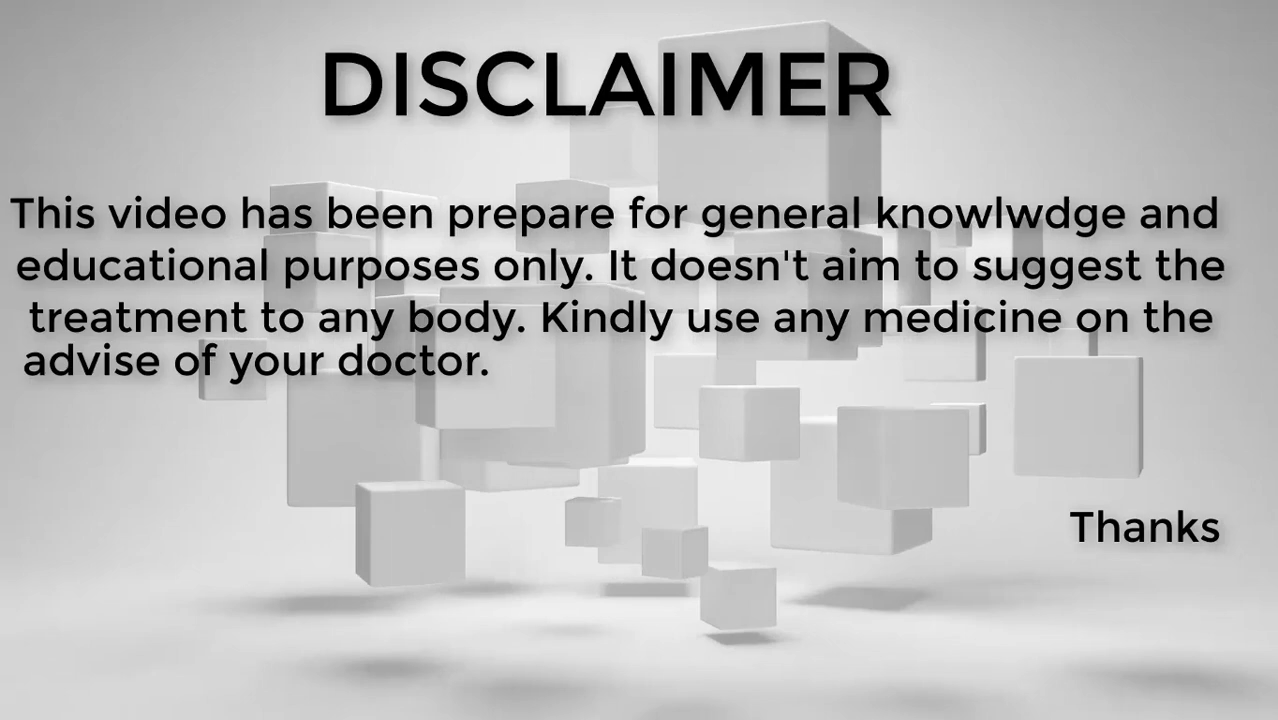 DISCLAIMER
This video has been prepare for general knowlwdge and
educational purposes only. It doesn't aim to suggest the
treatment to any body. Kindly use any medicine on the
advise of your doctor.
Thanks